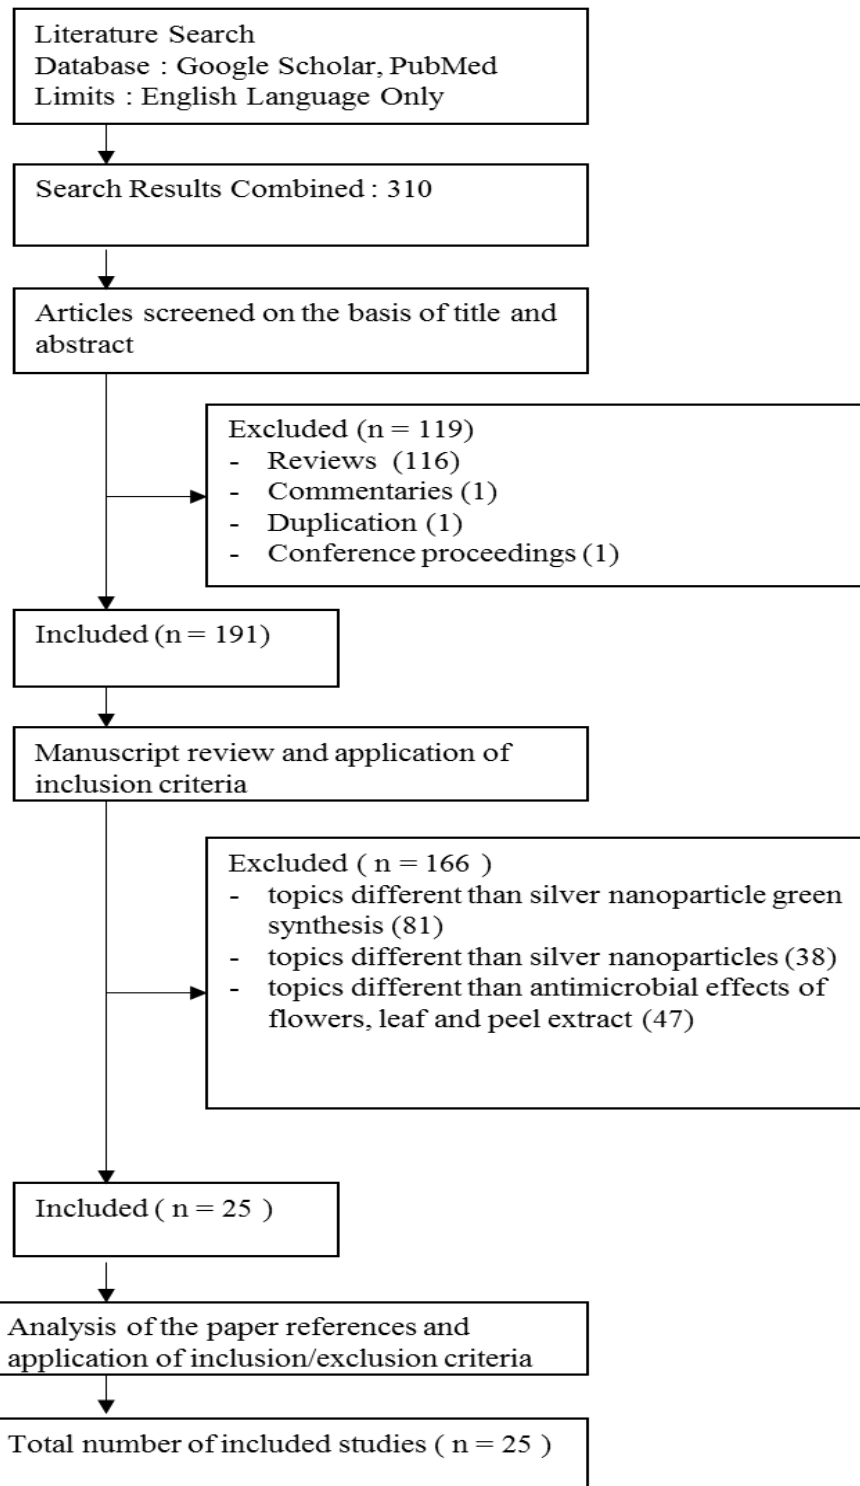 Literature Search
Database : Google Scholar, PubMed
Limits : English Language Only
Search Results Combined : 310
Articles screened on the basis of title and
abstract
Excluded (n = 119)
- Reviews (116)
- Commentaries (1)
- Duplication (1)
- Conference proceedings (1)
Included (n = 191)
Manuscript review and application of
inclusion criteria
Excluded ( n = 166 )
- topics different than silver nanoparticle green
synthesis (81)
- topics different than silver nanoparticles (38)
- topics different than antimicrobial effects of
flowers, leaf and peel extract (47)
Included ( n = 25 )
Analysis of the paper references and
application of inclusion/exclusion criteria
Total number of included studies ( n = 25 )